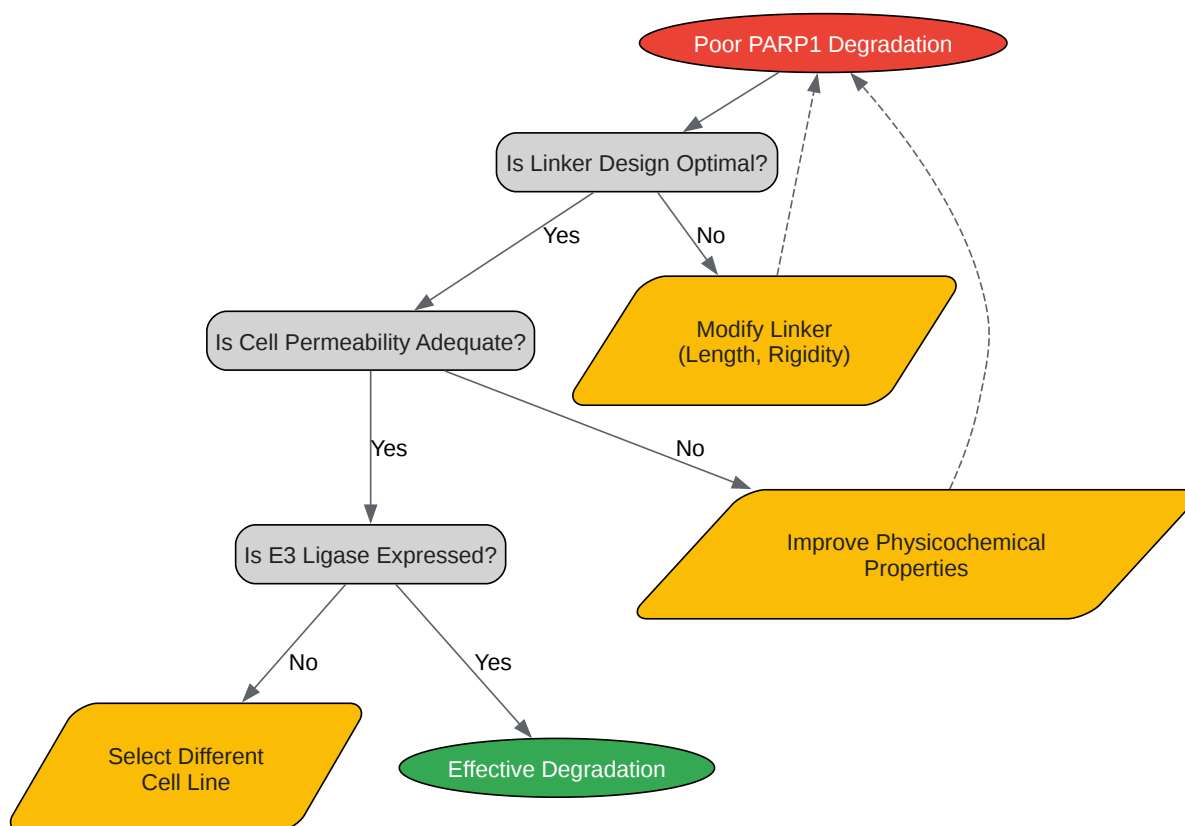 Poor PARP1 Degradation
Is Linker Design Optimal?
Yes
No
Modify Linker
(Length, Rigidity)
Is Cell Permeability Adequate?
Yes
No
Improve Physicochemical
Properties
Is E3 Ligase Expressed?
No
Yes
Select Different
Cell Line
Effective Degradation